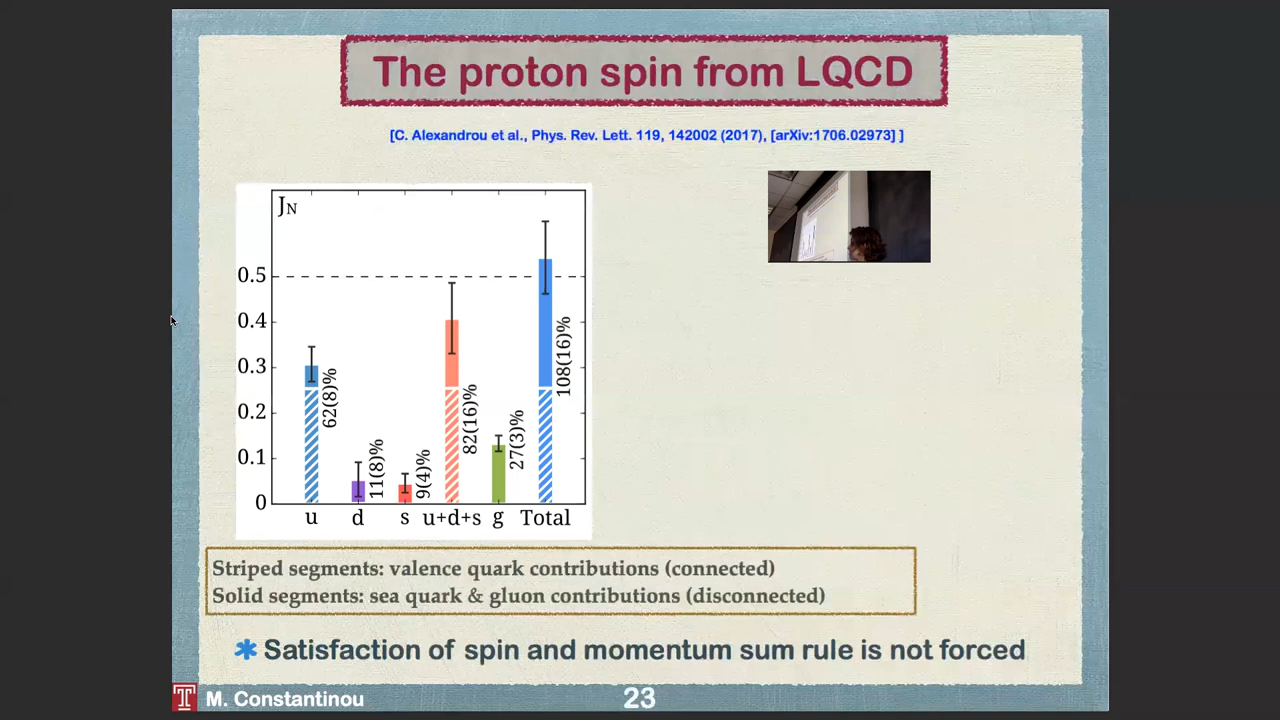 The proton spin from LQCD
[C. Alexandrou et al., Phys. Rev. Lett. 119, 142002 (2017), [arXiv:1706.02973] ]
JN
0.5
0.4
0.3
0.2
0.1
0
62(8)%
11(8)%
9(4)%
82(16)%
27(3)%
108(16)%
u d s u+d+s g Total
Striped segments: valence quark contributions (connected)
Solid segments: sea quark & gluon contributions (disconnected)
✱ Satisfaction of spin and momentum sum rule is not forced
T M. Constantinou 23